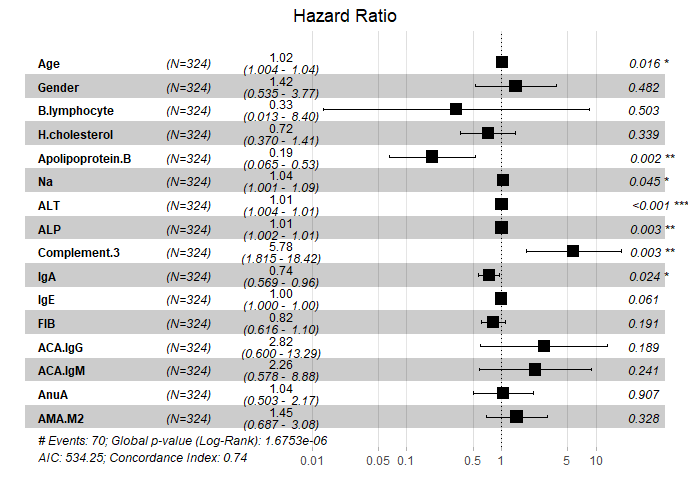 Hazard Ratio
Age (N=324) 1.02 (1.004 - 1.04) 0.016 *
Gender (N=324) 1.42 (0.535 - 3.77) 0.482
B.lymphocyte (N=324) 0.33 (0.013 - 8.40) 0.503
H.cholesterol (N=324) 0.72 (0.370 - 1.41) 0.339
Apolipoprotein.B (N=324) 0.19 (0.065 - 0.53) 0.002 **
Na (N=324) 1.04 (1.001 - 1.09) 0.045 *
ALT (N=324) 1.01 (1.004 - 1.01) <0.001 ***
ALP (N=324) 1.01 (1.002 - 1.01) 0.003 **
Complement.3 (N=324) 5.78 (1.815 - 18.42) 0.003 **
IgA (N=324) 0.74 (0.569 - 0.96) 0.024 *
IgE (N=324) 1.00 (1.000 - 1.00) 0.061
FIB (N=324) 0.82 (0.616 - 1.10) 0.191
ACA.IgG (N=324) 2.82 (0.600 - 13.29) 0.189
ACA.IgM (N=324) 2.26 (0.578 - 8.88) 0.241
AnuA (N=324) 1.04 (0.503 - 2.17) 0.907
AMA.M2 (N=324) 1.45 (0.687 - 3.08) 0.328
# Events: 70; Global p-value (Log-Rank): 1.6753e-06
AIC: 534.25; Concordance Index: 0.74
0.01 0.05 0.1 0.5 1 5 10